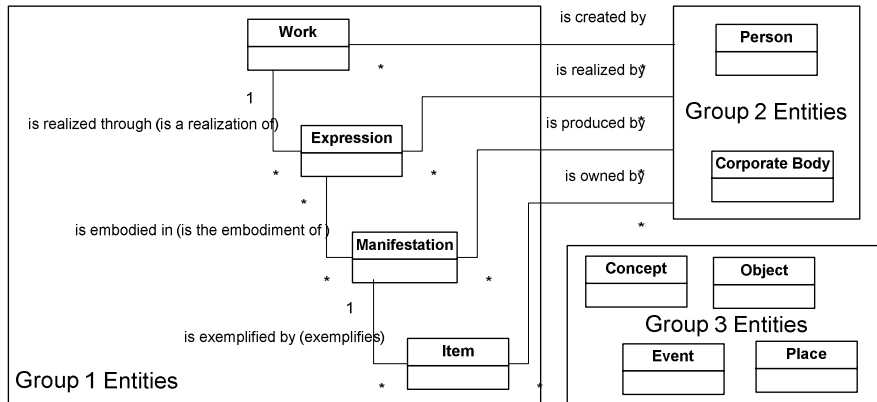 Work
is created by
Person
*
is realized by
*
1
is realized through (is a realization of)
Expression
Group 2 Entities
is produced by
*
*
*
Corporate Body
is owned by
*
*
is embodied in (is the embodiment of )
Manifestation
*
*
*
1
Concept
Object
is exemplified by (exemplifies)
Group 3 Entities
Item
Event
Place
Group 1 Entities
*
*